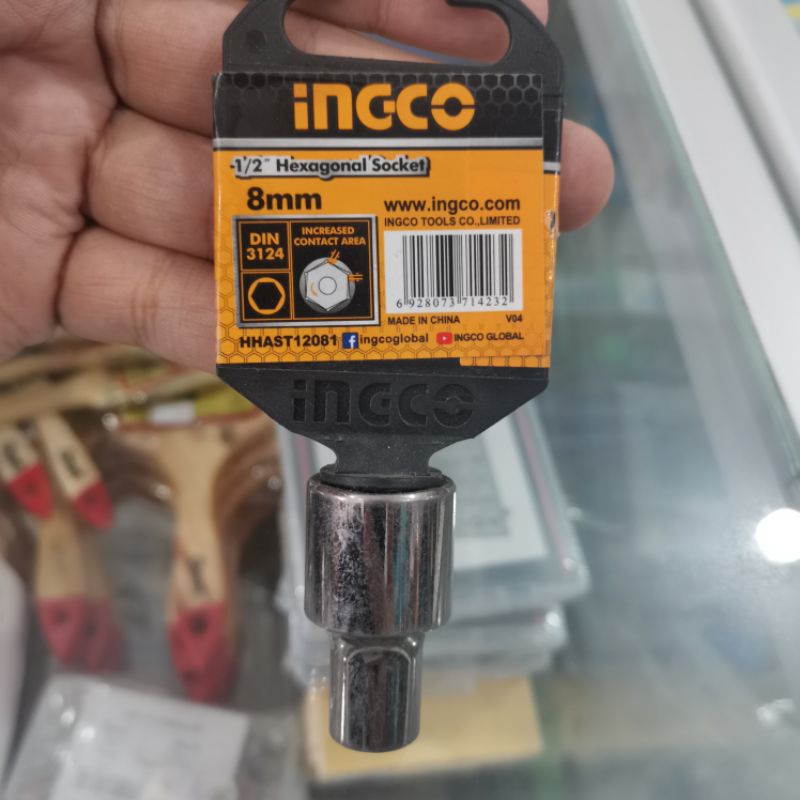 INGCO
1/2" Hexagonal Socket
8mm
www.ingco.com
INGCO TOOLS CO.,LIMITED
DIN
3124
INCREASED
CONTACT AREA
6 928073 714232
MADE IN CHINA V04
HHAST12081 ingcoglobal INGCO GLOBAL
INGCO